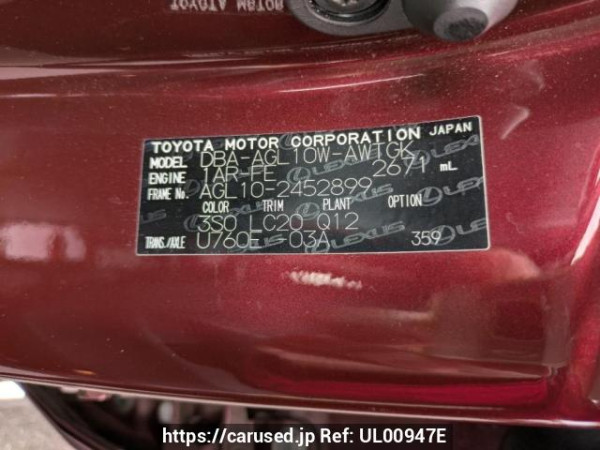 TOYOTA MOTOR CORPORATION JAPAN
MODEL DBA-AGL10W-AWTGK
ENGINE 1AR-FE 2671 mL
FRAME No. AGL10-2452899
COLOR TRIM PLANT
3S0 LC20 Q12
TRANS./AXLE U760E -03A 359
https://carused.jp Ref: UL00947E